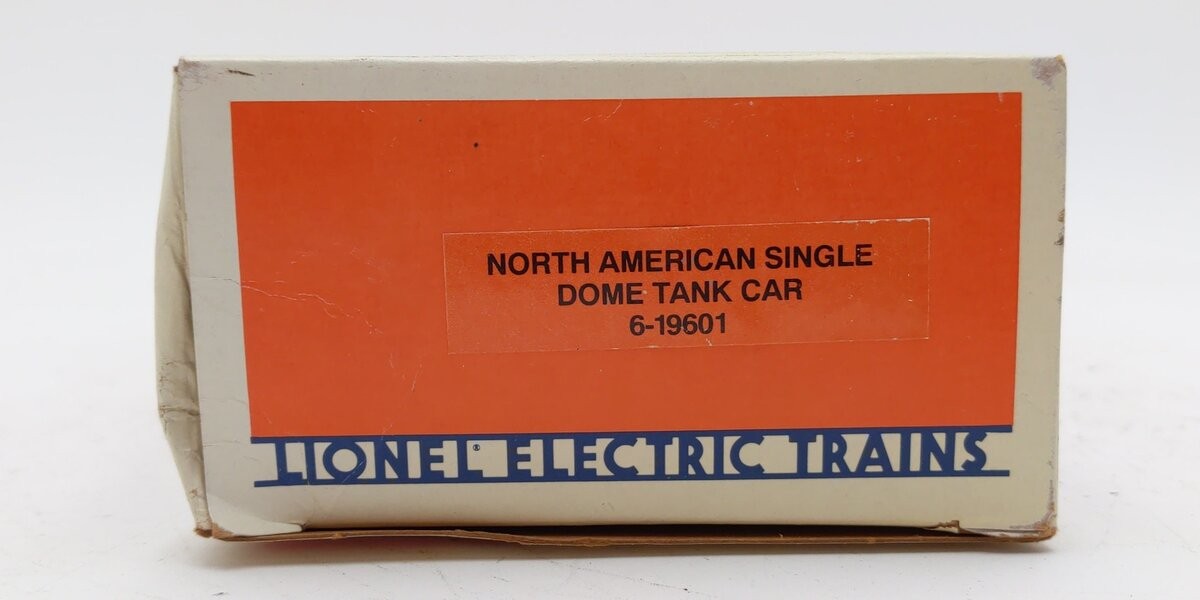 NORTH AMERICAN SINGLE
DOME TANK CAR
6-19601
LIONEL® ELECTRIC TRAINS